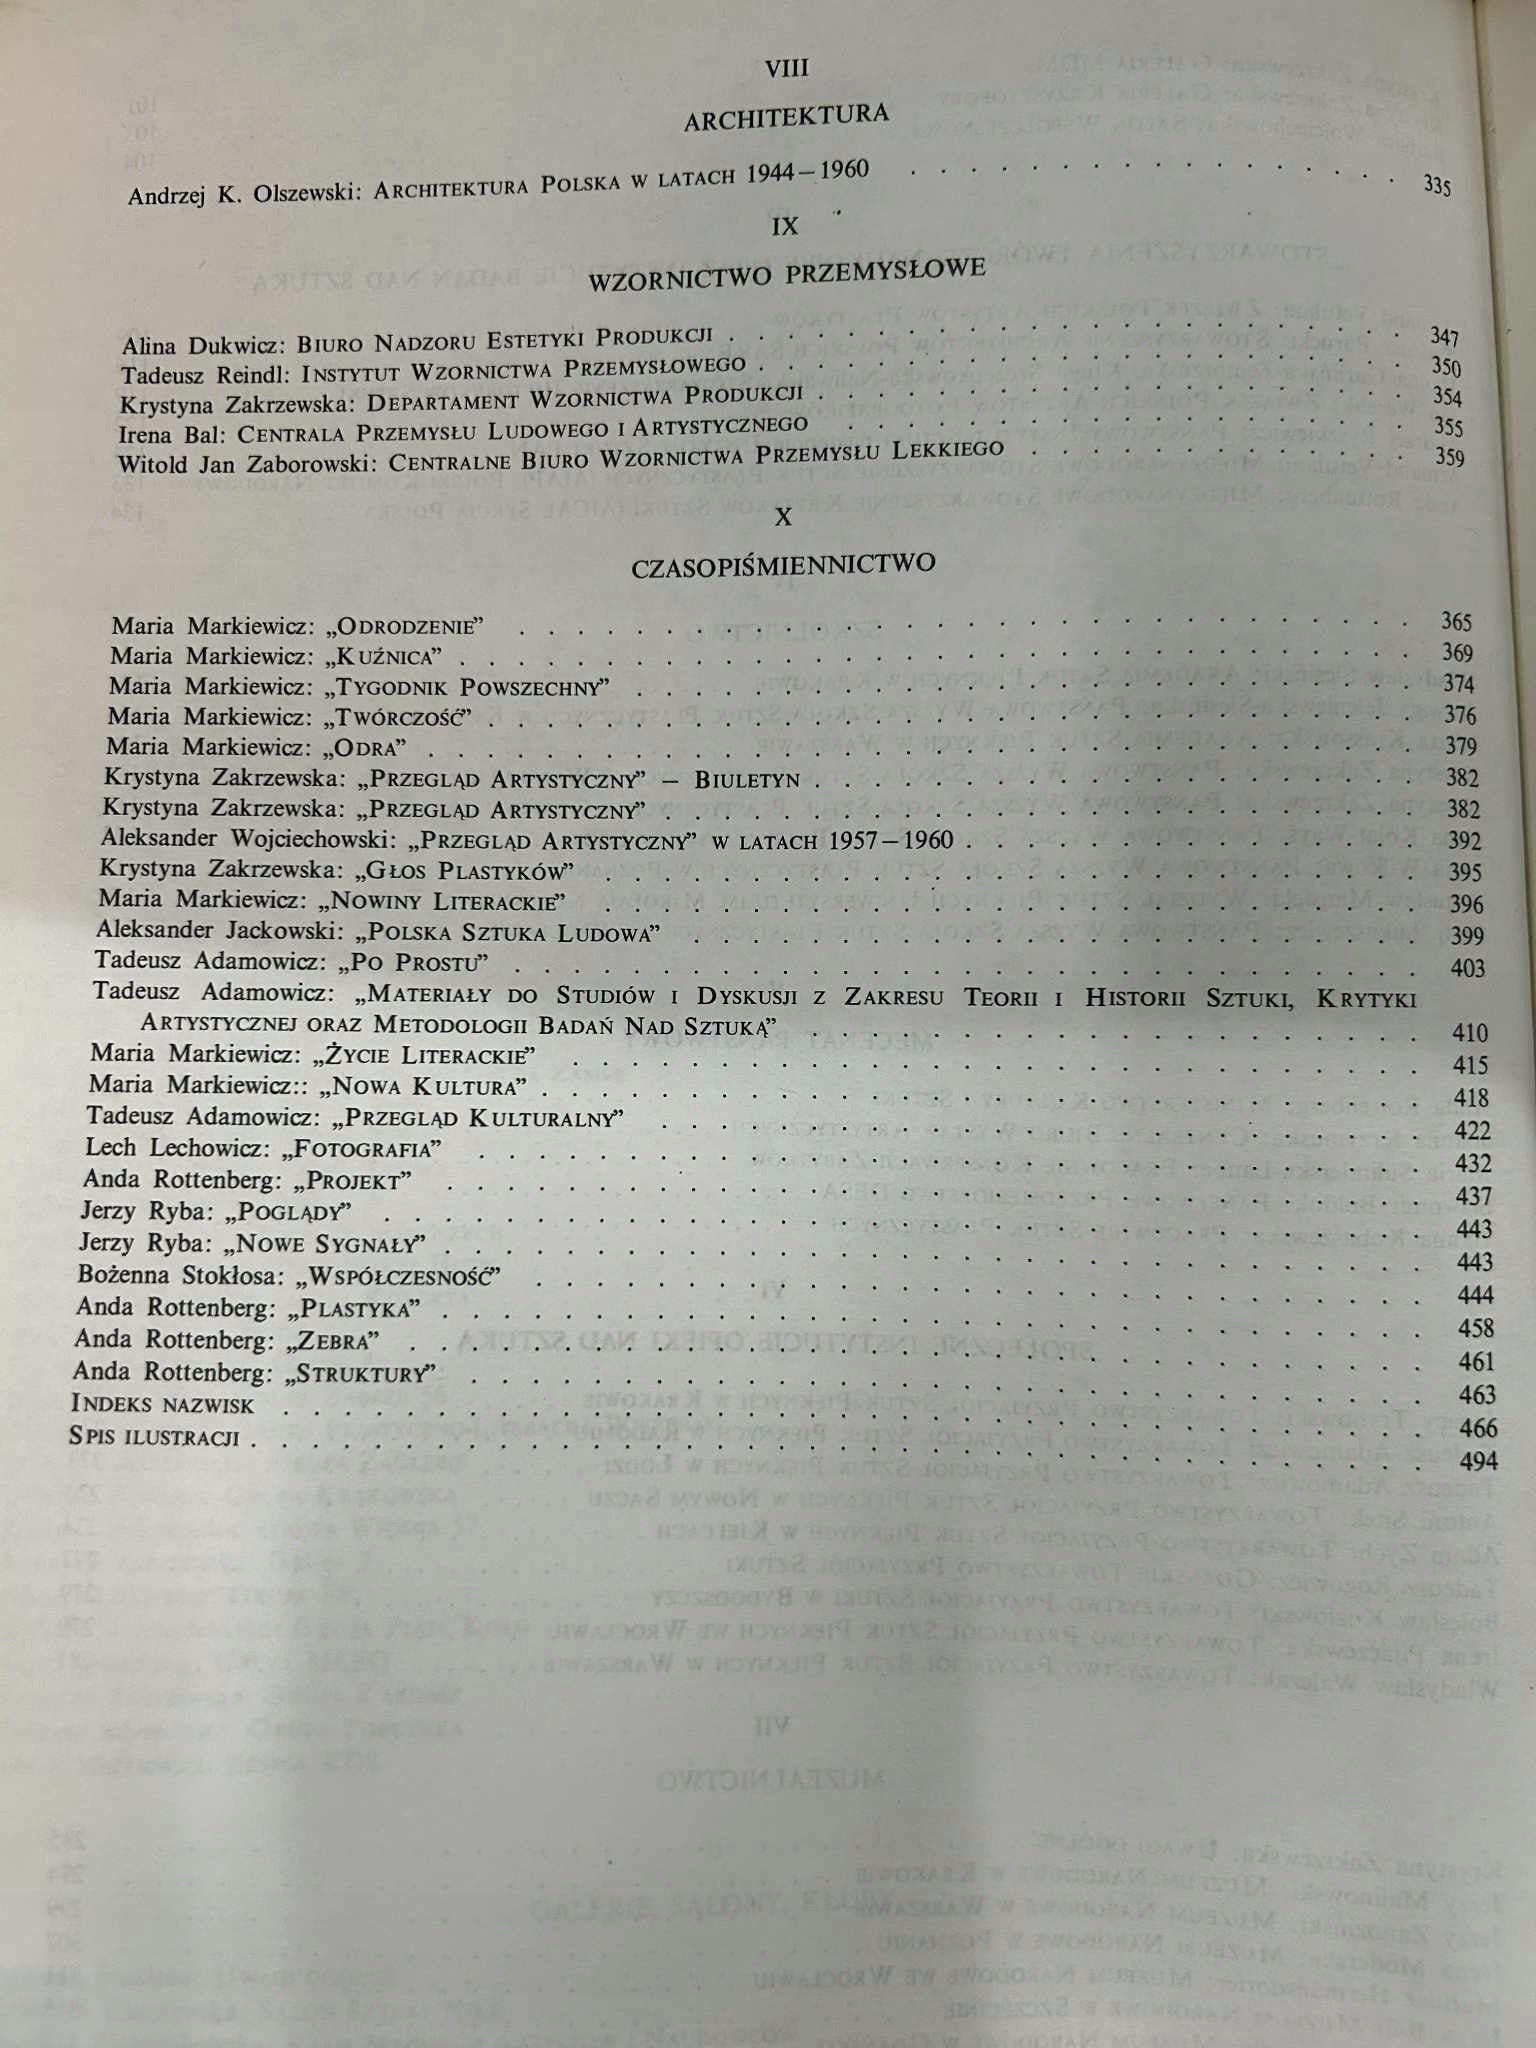 VIII
ARCHITEKTURA
Andrzej K. Olszewski: ARCHITEKTURA POLSKA W LATACH 1944—1960 . . . . . . . . . . . . . . . . . 335
IX
WZORNICTWO PRZEMYSŁOWE
Alina Dukwicz: BIURO NADZORU ESTETYKI PRODUKCJI . . . . . . . . . . . . . . . . . . . . . . . 347
Tadeusz Reindl: INSTYTUT WZORNICTWA PRZEMYSŁOWEGO . . . . . . . . . . . . . . . . . . . . . . 350
Krystyna Zakrzewska: DEPARTAMENT WZORNICTWA PRODUKCJI . . . . . . . . . . . . . . . . . . . . 354
Irena Bal: CENTRALA PRZEMYSŁU LUDOWEGO I ARTYSTYCZNEGO . . . . . . . . . . . . . . . . . . . 355
Witold Jan Zaborowski: CENTRALNE BIURO WZORNICTWA PRZEMYSŁU LEKKIEGO . . . . . . . . . . . . . 359
X
CZASOPIŚMIENNICTWO
Maria Markiewicz: „ODRODZENIE” . . . . . . . . . . . . . . . . . . . . . . . . . . . . . . 365
Maria Markiewicz: „KUŹNICA” . . . . . . . . . . . . . . . . . . . . . . . . . . . . . . . . 369
Maria Markiewicz: „TYGODNIK POWSZECHNY” . . . . . . . . . . . . . . . . . . . . . . . . . . 374
Maria Markiewicz: „TWÓRCZOŚĆ” . . . . . . . . . . . . . . . . . . . . . . . . . . . . . . . 376
Maria Markiewicz: „ODRA” . . . . . . . . . . . . . . . . . . . . . . . . . . . . . . . . . 379
Krystyna Zakrzewska: „PRZEGLĄD ARTYSTYCZNY” — BIULETYN . . . . . . . . . . . . . . . . . . . . 382
Krystyna Zakrzewska: „PRZEGLĄD ARTYSTYCZNY” . . . . . . . . . . . . . . . . . . . . . . . . . 382
Aleksander Wojciechowski: „PRZEGLĄD ARTYSTYCZNY” W LATACH 1957—1960 . . . . . . . . . . . . . . . 392
Krystyna Zakrzewska: „GŁOS PLASTYKÓW” . . . . . . . . . . . . . . . . . . . . . . . . . . . 395
Maria Markiewicz: „NOWINY LITERACKIE” . . . . . . . . . . . . . . . . . . . . . . . . . . . 396
Aleksander Jackowski: „POLSKA SZTUKA LUDOWA” . . . . . . . . . . . . . . . . . . . . . . . . 399
Tadeusz Adamowicz: „PO PROSTU” . . . . . . . . . . . . . . . . . . . . . . . . . . . . . . 403
Tadeusz Adamowicz: „MATERIAŁY DO STUDIÓW I DYSKUSJI Z ZAKRESU TEORII I HISTORII SZTUKI, KRYTYKI
ARTYSTYCZNEJ ORAZ METODOLOGII BADAŃ NAD SZTUKĄ” . . . . . . . . . . . . . . . . . . . . . 410
Maria Markiewicz: „ŻYCIE LITERACKIE” . . . . . . . . . . . . . . . . . . . . . . . . . . . . 415
Maria Markiewicz:: „NOWA KULTURA” . . . . . . . . . . . . . . . . . . . . . . . . . . . . . 418
Tadeusz Adamowicz: „PRZEGLĄD KULTURALNY” . . . . . . . . . . . . . . . . . . . . . . . . . . 422
Lech Lechowicz: „FOTOGRAFIA” . . . . . . . . . . . . . . . . . . . . . . . . . . . . . . . 432
Anda Rottenberg: „PROJEKT” . . . . . . . . . . . . . . . . . . . . . . . . . . . . . . . . 437
Jerzy Ryba: „POGLĄDY” . . . . . . . . . . . . . . . . . . . . . . . . . . . . . . . . . . 443
Jerzy Ryba: „NOWE SYGNAŁY” . . . . . . . . . . . . . . . . . . . . . . . . . . . . . . . . 443
Bożenna Stokłosa: „WSPÓŁCZESNOŚĆ” . . . . . . . . . . . . . . . . . . . . . . . . . . . . . 444
Anda Rottenberg: „PLASTYKA” . . . . . . . . . . . . . . . . . . . . . . . . . . . . . . . . 458
Anda Rottenberg: „ZEBRA” . . . . . . . . . . . . . . . . . . . . . . . . . . . . . . . . . 461
Anda Rottenberg: „STRUKTURY” . . . . . . . . . . . . . . . . . . . . . . . . . . . . . . . 463
INDEKS NAZWISK . . . . . . . . . . . . . . . . . . . . . . . . . . . . . . . . . . . . . 466
SPIS ILUSTRACJI . . . . . . . . . . . . . . . . . . . . . . . . . . . . . . . . . . . . . . 494